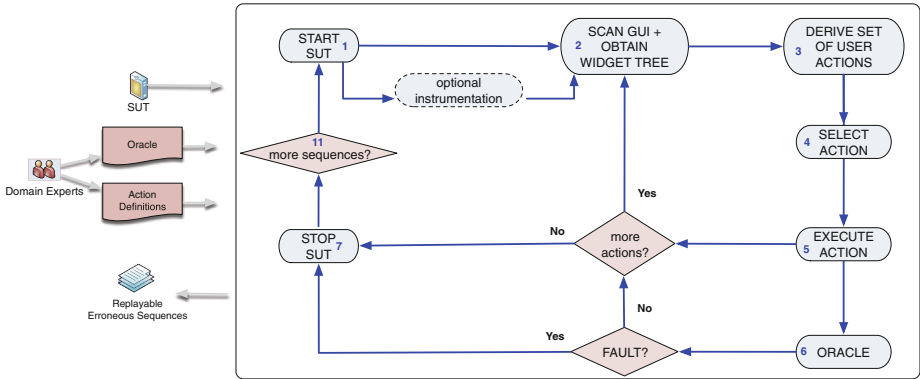 START
SUT
1
2
SCAN GUI +
OBTAIN
WIDGET TREE
3
DERIVE SET
OF USER
ACTIONS
optional
instrumentation
SUT
Oracle
11
more sequences?
4
SELECT
ACTION
Domain Experts
Action
Definitions
Yes
No
STOP
SUT
7
more
actions?
5
EXECUTE
ACTION
Replayable
Erroneous Sequences
No
Yes
FAULT?
6
ORACLE